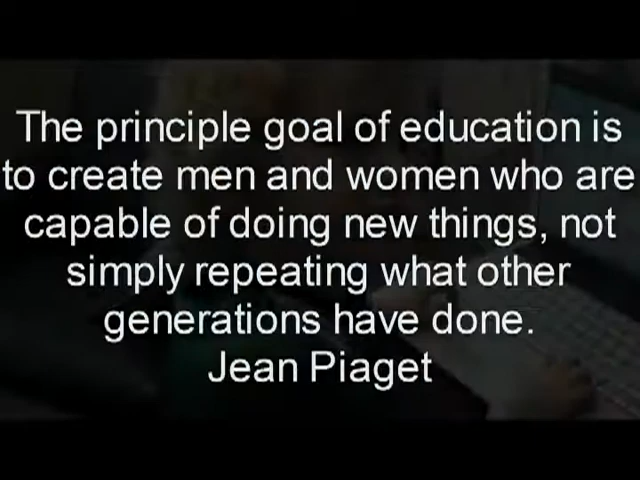 The principle goal of education is
to create men and women who are
capable of doing new things, not
simply repeating what other
generations have done.
Jean Piaget